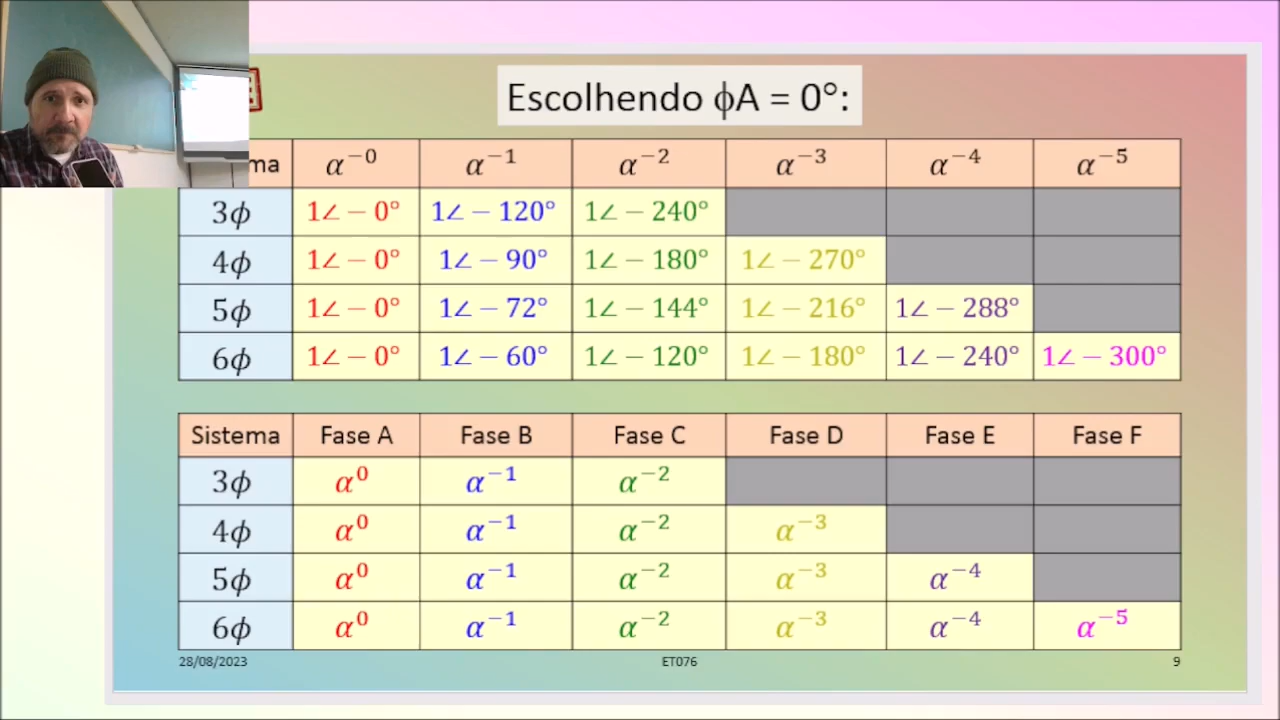 Escolhendo ϕA = 0°:
ma α⁻⁰ α⁻¹ α⁻² α⁻³ α⁻⁴ α⁻⁵
3ϕ 1∠ − 0° 1∠ − 120° 1∠ − 240°
4ϕ 1∠ − 0° 1∠ − 90° 1∠ − 180° 1∠ − 270°
5ϕ 1∠ − 0° 1∠ − 72° 1∠ − 144° 1∠ − 216° 1∠ − 288°
6ϕ 1∠ − 0° 1∠ − 60° 1∠ − 120° 1∠ − 180° 1∠ − 240° 1∠ − 300°
Sistema Fase A Fase B Fase C Fase D Fase E Fase F
3ϕ α⁰ α⁻¹ α⁻²
4ϕ α⁰ α⁻¹ α⁻² α⁻³
5ϕ α⁰ α⁻¹ α⁻² α⁻³ α⁻⁴
6ϕ α⁰ α⁻¹ α⁻² α⁻³ α⁻⁴ α⁻⁵
28/08/2023 ET076 9